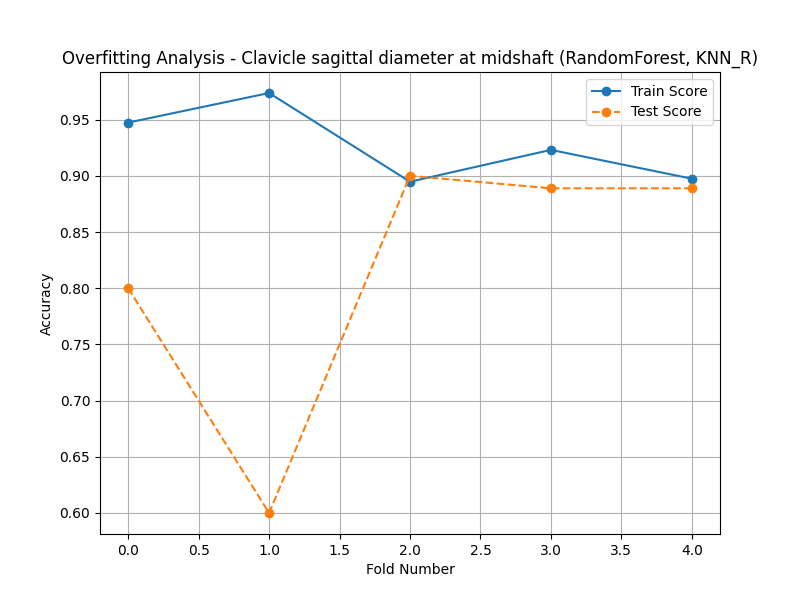 Overfitting Analysis - Clavicle sagittal diameter at midshaft (RandomForest, KNN_R)
Train Score
Test Score
Accuracy
0.95
0.90
0.85
0.80
0.75
0.70
0.65
0.60
0.0 0.5 1.0 1.5 2.0 2.5 3.0 3.5 4.0
Fold Number